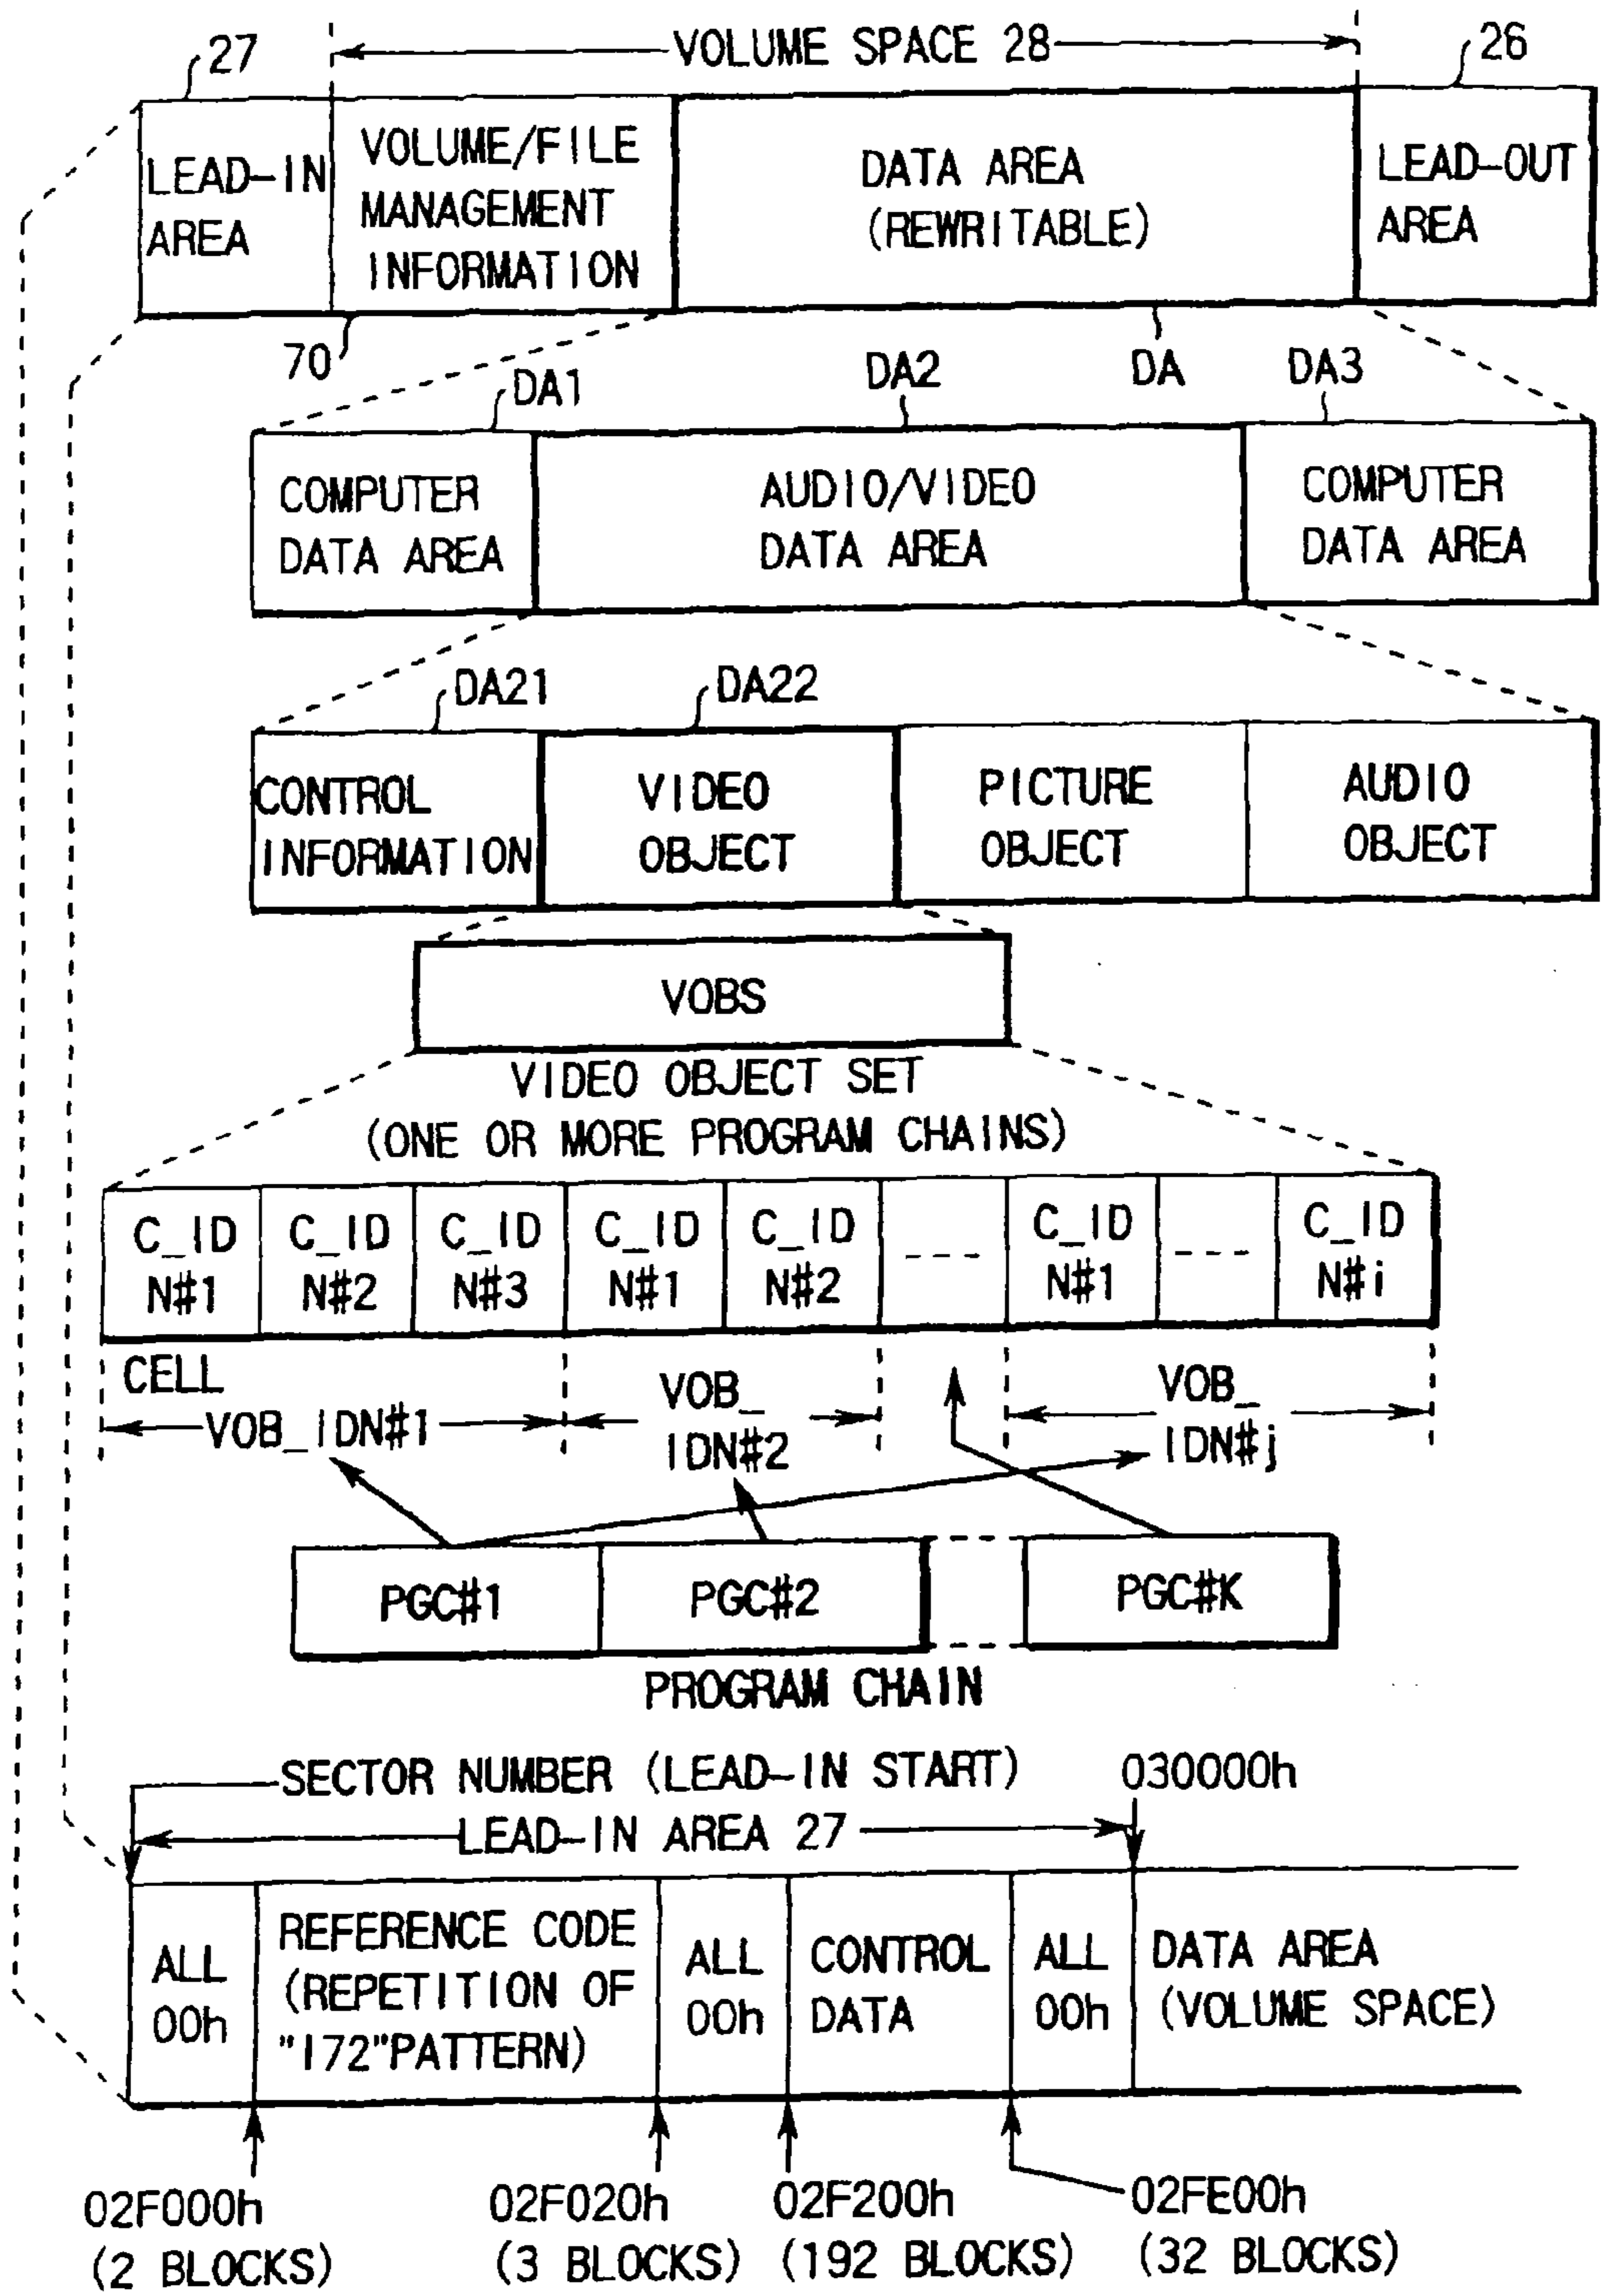 27
VOLUME SPACE 28
26
LEAD-IN
AREA
VOLUME/FILE
MANAGEMENT
INFORMATION
DATA AREA
(REWRITABLE)
LEAD-OUT
AREA
70
DA1
DA2
DA
DA3
COMPUTER
DATA AREA
AUDIO/VIDEO
DATA AREA
COMPUTER
DATA AREA
DA21
DA22
CONTROL
INFORMATION
VIDEO
OBJECT
PICTURE
OBJECT
AUDIO
OBJECT
VOBS
VIDEO OBJECT SET
(ONE OR MORE PROGRAM CHAINS)
C_ID
N#1
C_ID
N#2
C_ID
N#3
C_ID
N#1
C_ID
N#2
----
C_ID
N#1
----
C_ID
N#i
CELL
VOB_IDN#1
VOB_
IDN#2
VOB_
IDN#j
PGC#1
PGC#2
PGC#K
PROGRAM CHAIN
SECTOR NUMBER (LEAD-IN START)
030000h
LEAD-IN AREA 27
ALL
00h
REFERENCE CODE
(REPETITION OF
"172"PATTERN)
ALL
00h
CONTROL
DATA
ALL
00h
DATA AREA
(VOLUME SPACE)
02F000h
(2 BLOCKS)
02F020h
(3 BLOCKS)
02F200h
(192 BLOCKS)
02FE00h
(32 BLOCKS)